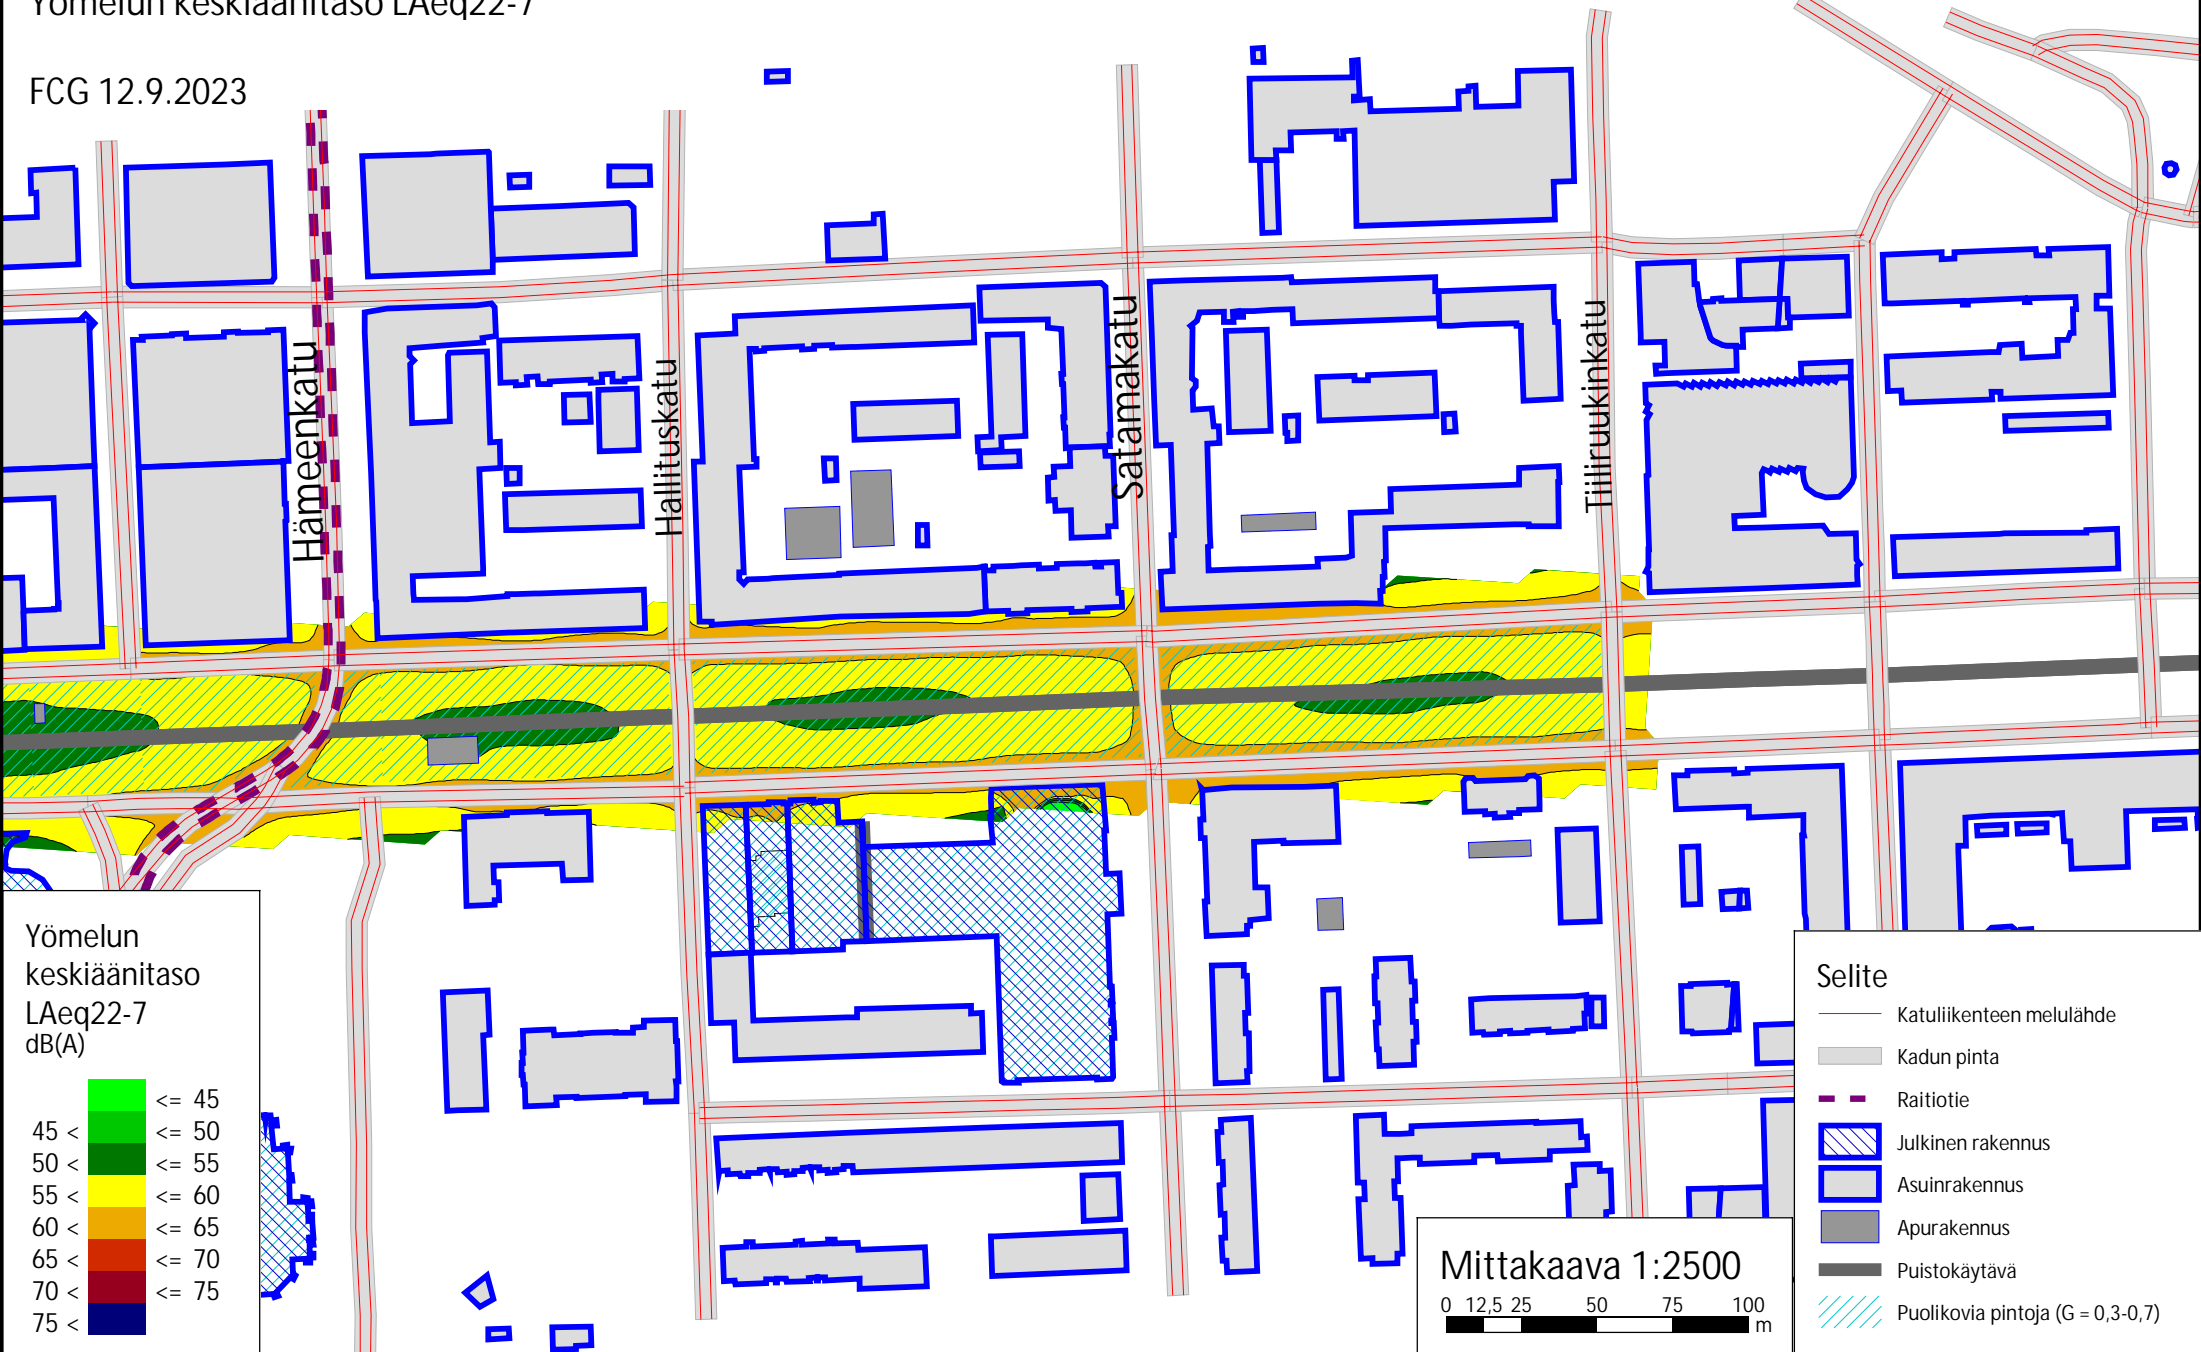 Yömelun keskiäänitaso LAeq22-7
FCG 12.9.2023
Hämeenkatu
Hallituskatu
Satamakatu
Tiiliruukinkatu
Yömelun
keskiäänitaso
LAeq22-7
dB(A)
<= 45
45 < <= 50
50 < <= 55
55 < <= 60
60 < <= 65
65 < <= 70
70 < <= 75
75 <
Mittakaava 1:2500
0 12,5 25 50 75 100
m
Selite
Katuliikenteen melulähde
Kadun pinta
Raitiotie
Julkinen rakennus
Asuinrakennus
Apurakennus
Puistokäytävä
Puolikovia pintoja (G = 0,3-0,7)